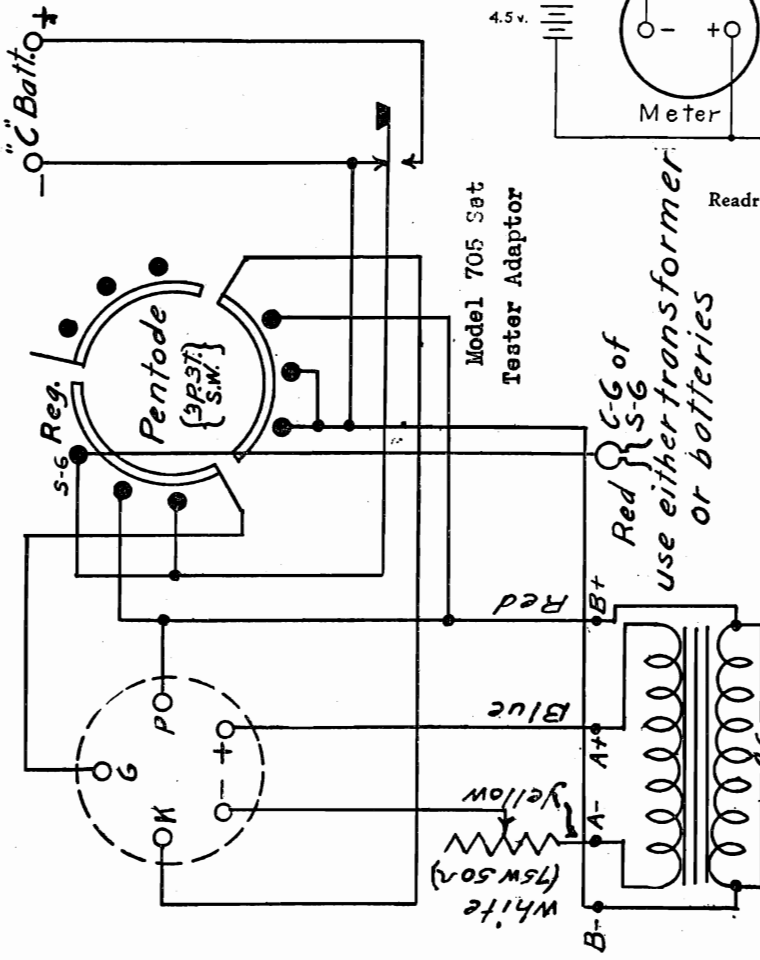 4.5 v.
- +
Meter
Readr
"C" Batt.
- +
Model 705 Set
Tester Adaptor
Pentode
{3P.3T.}
{S.W.}
S-G Reg.
Red { C-G of
S-G
use either transformer
or batteries
G
P
K
+
-
Red
B+
Blue
A+
yellow
A-
(75W 50Ω)
White
B-